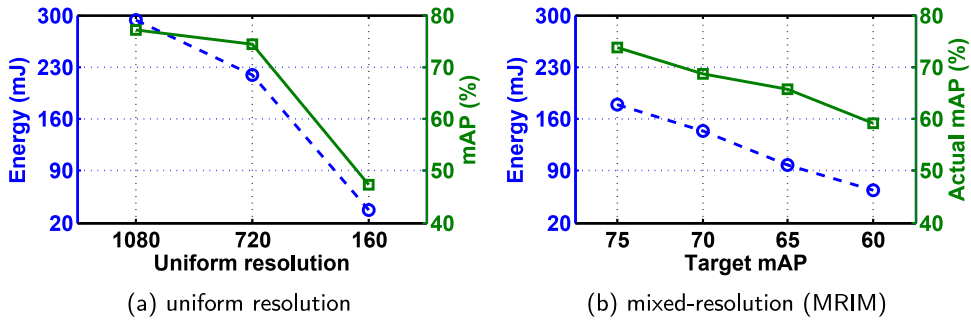 300
230
160
90
20
Energy (mJ)
80
70
60
50
40
mAP (%)
1080 720 160
Uniform resolution
(a) uniform resolution
300
230
160
90
20
Energy (mJ)
80
70
60
50
40
Actual mAP (%)
75 70 65 60
Target mAP
(b) mixed-resolution (MRIM)